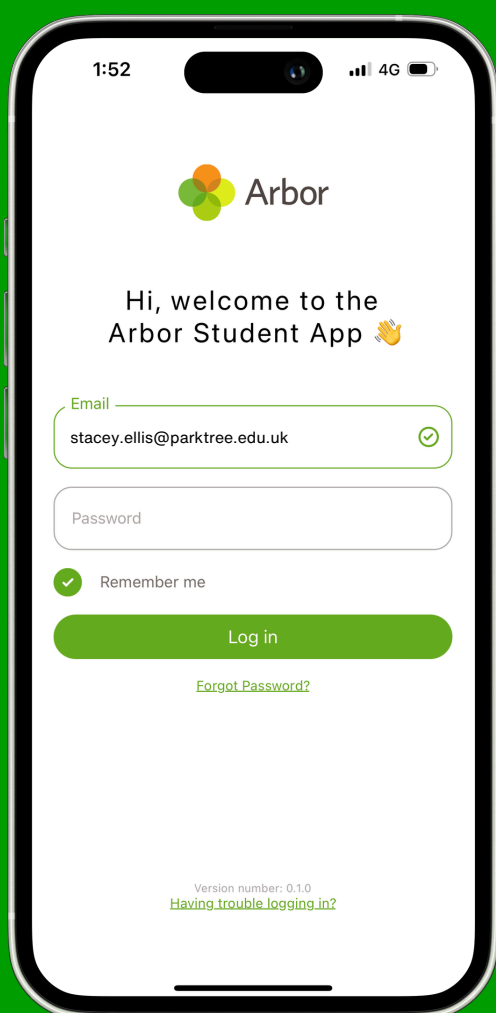 1:52 4G
Arbor
Hi, welcome to the
Arbor Student App 👋
Email
stacey.ellis@parktree.edu.uk
Password
Remember me
Log in
Forgot Password?
Version number: 0.1.0
Having trouble logging in?